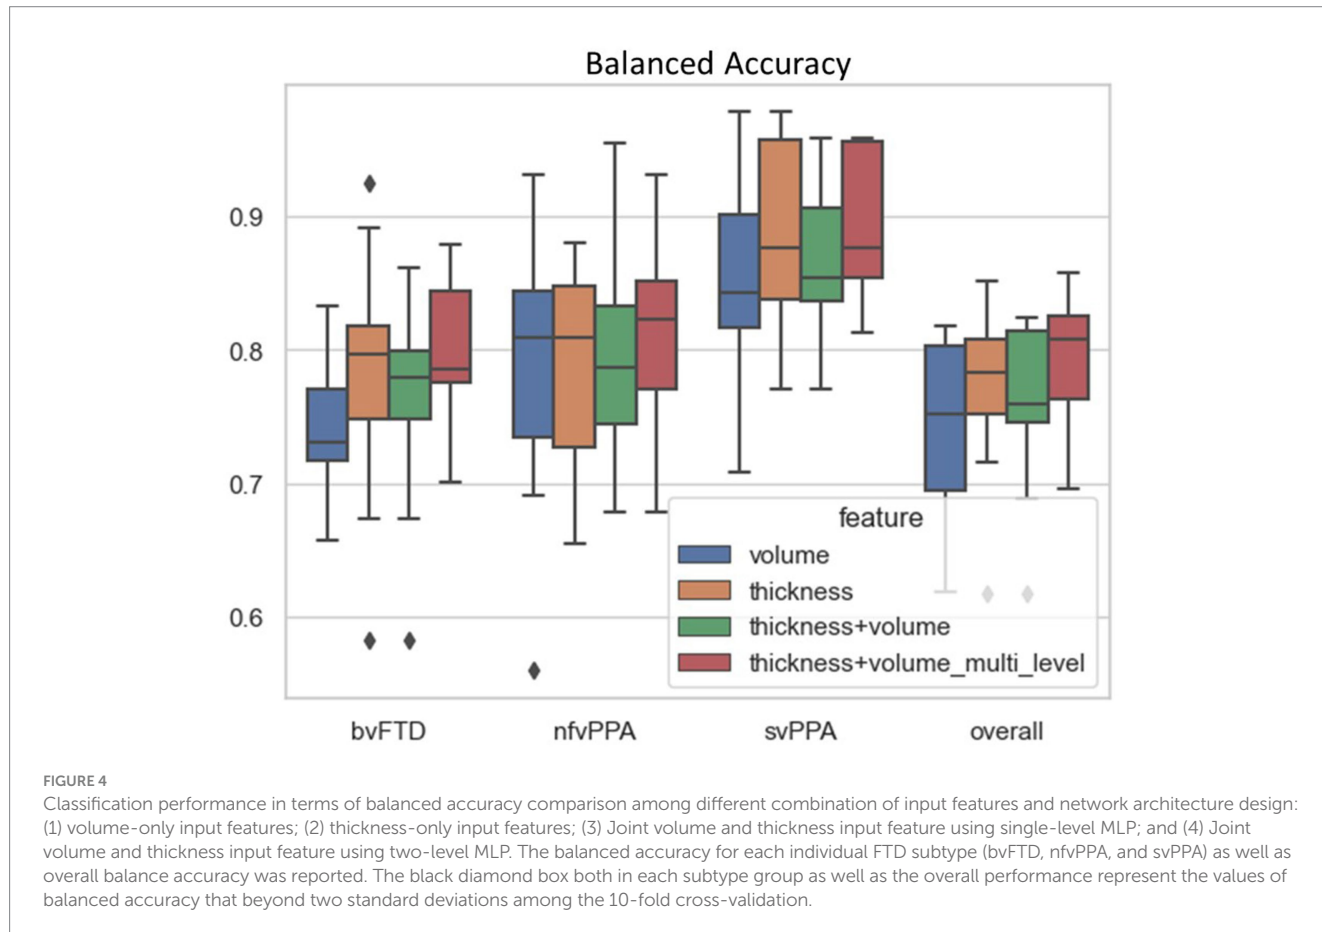 Balanced Accuracy
0.9
0.8
0.7
0.6
feature
volume
thickness
thickness+volume
thickness+volume_multi_level
bvFTD nfvPPA svPPA overall
FIGURE 4
Classification performance in terms of balanced accuracy comparison among different combination of input features and network architecture design:
(1) volume-only input features; (2) thickness-only input features; (3) Joint volume and thickness input feature using single-level MLP; and (4) Joint
volume and thickness input feature using two-level MLP. The balanced accuracy for each individual FTD subtype (bvFTD, nfvPPA, and svPPA) as well as
overall balance accuracy was reported. The black diamond box both in each subtype group as well as the overall performance represent the values of
balanced accuracy that beyond two standard deviations among the 10-fold cross-validation.